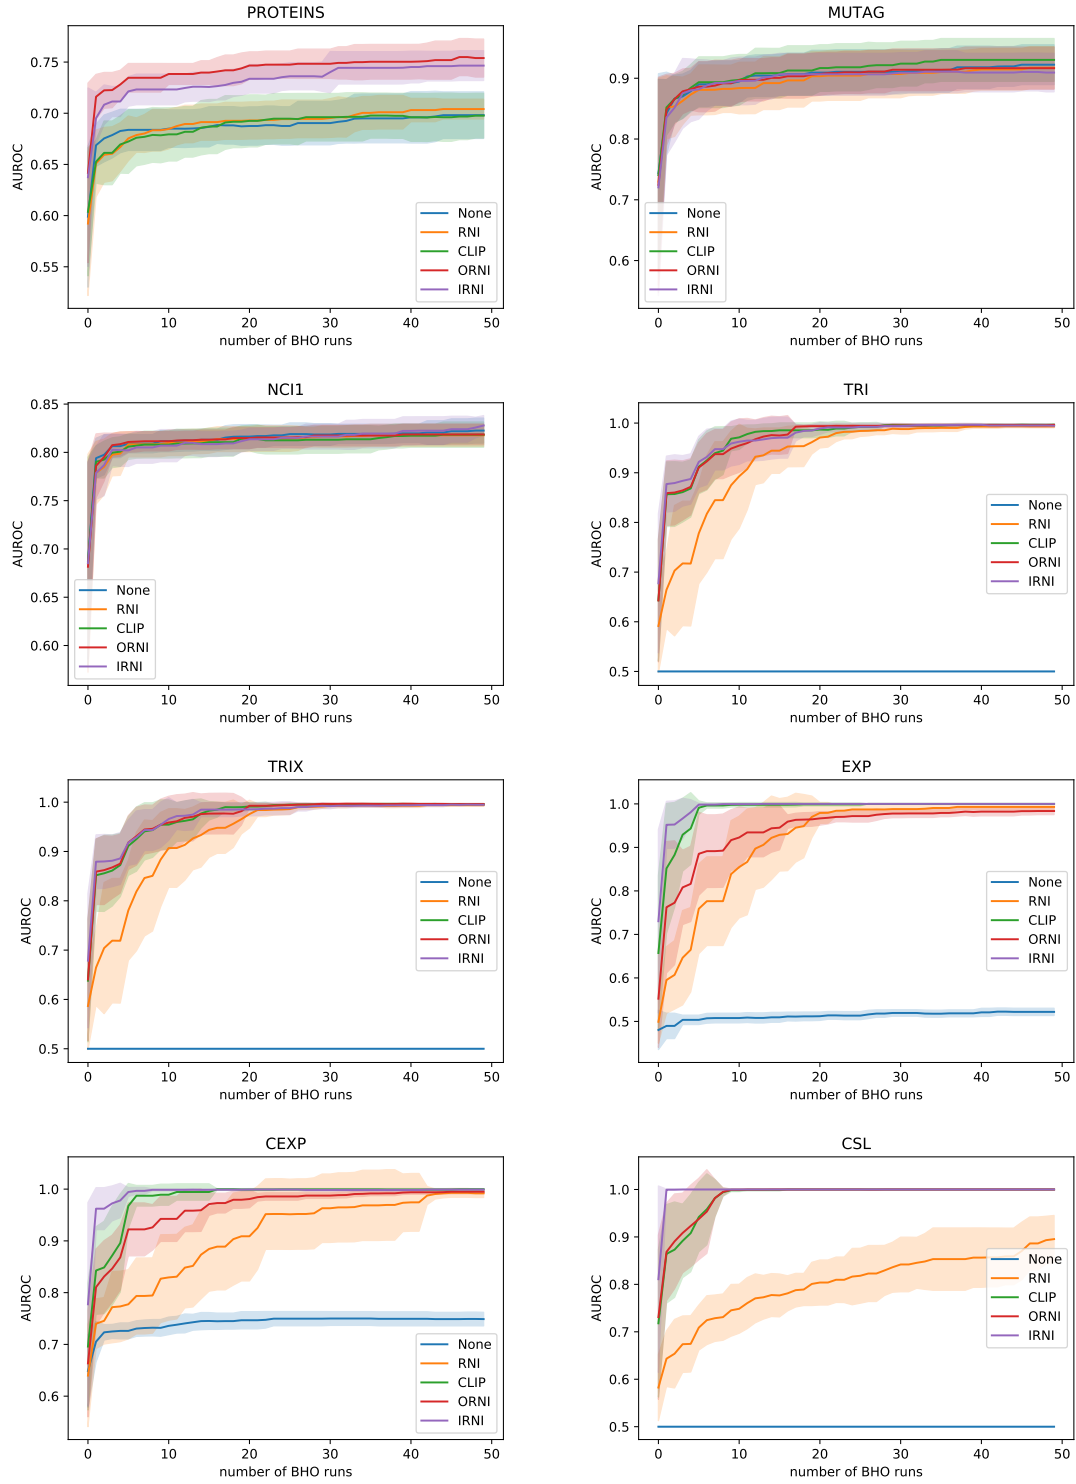 PROTEINS
0.75
0.70
0.65
0.60
0.55
AUROC
None
RNI
CLIP
ORNI
IRNI
0 10 20 30 40 50
number of BHO runs
MUTAG
0.9
0.8
0.7
0.6
AUROC
None
RNI
CLIP
ORNI
IRNI
0 10 20 30 40 50
number of BHO runs
NCI1
0.85
0.80
0.75
0.70
0.65
0.60
AUROC
None
RNI
CLIP
ORNI
IRNI
0 10 20 30 40 50
number of BHO runs
TRI
1.0
0.9
0.8
0.7
0.6
0.5
AUROC
None
RNI
CLIP
ORNI
IRNI
0 10 20 30 40 50
number of BHO runs
TRIX
1.0
0.9
0.8
0.7
0.6
0.5
AUROC
None
RNI
CLIP
ORNI
IRNI
0 10 20 30 40 50
number of BHO runs
EXP
1.0
0.9
0.8
0.7
0.6
0.5
AUROC
None
RNI
CLIP
ORNI
IRNI
0 10 20 30 40 50
number of BHO runs
CEXP
1.0
0.9
0.8
0.7
0.6
AUROC
None
RNI
CLIP
ORNI
IRNI
0 10 20 30 40 50
number of BHO runs
CSL
1.0
0.9
0.8
0.7
0.6
0.5
AUROC
None
RNI
CLIP
ORNI
IRNI
0 10 20 30 40 50
number of BHO runs